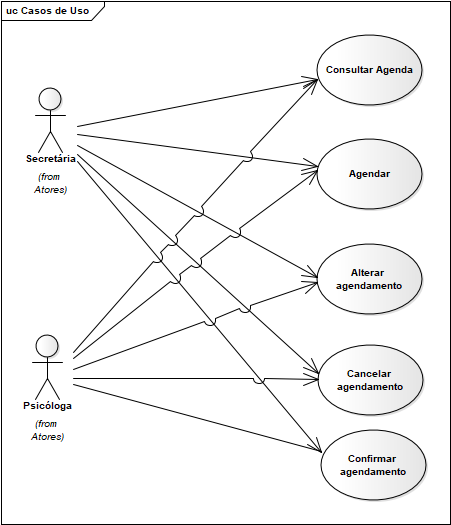 uc Casos de Uso
Consultar Agenda
Secretária
(from
Atores)
Agendar
Alterar
agendamento
Psicóloga
(from
Atores)
Cancelar
agendamento
Confirmar
agendamento